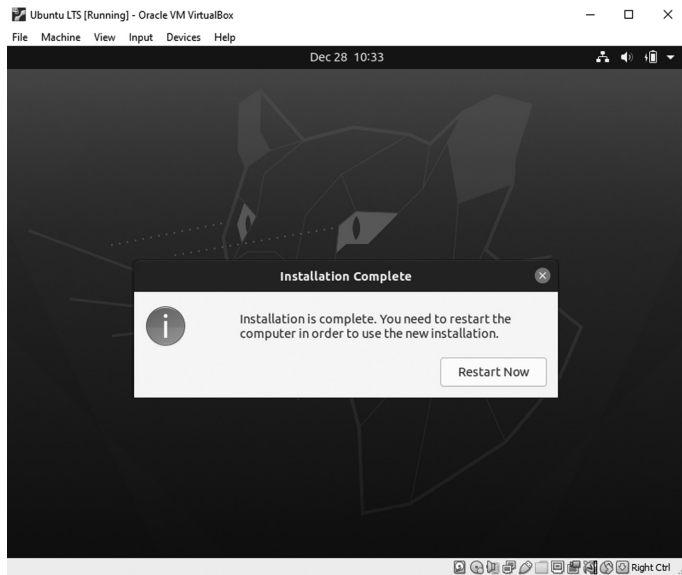 Ubuntu LTS [Running] - Oracle VM VirtualBox
File Machine View Input Devices Help
Dec 28 10:33
Installation Complete
Installation is complete. You need to restart the
computer in order to use the new installation.
Restart Now
Right Ctrl